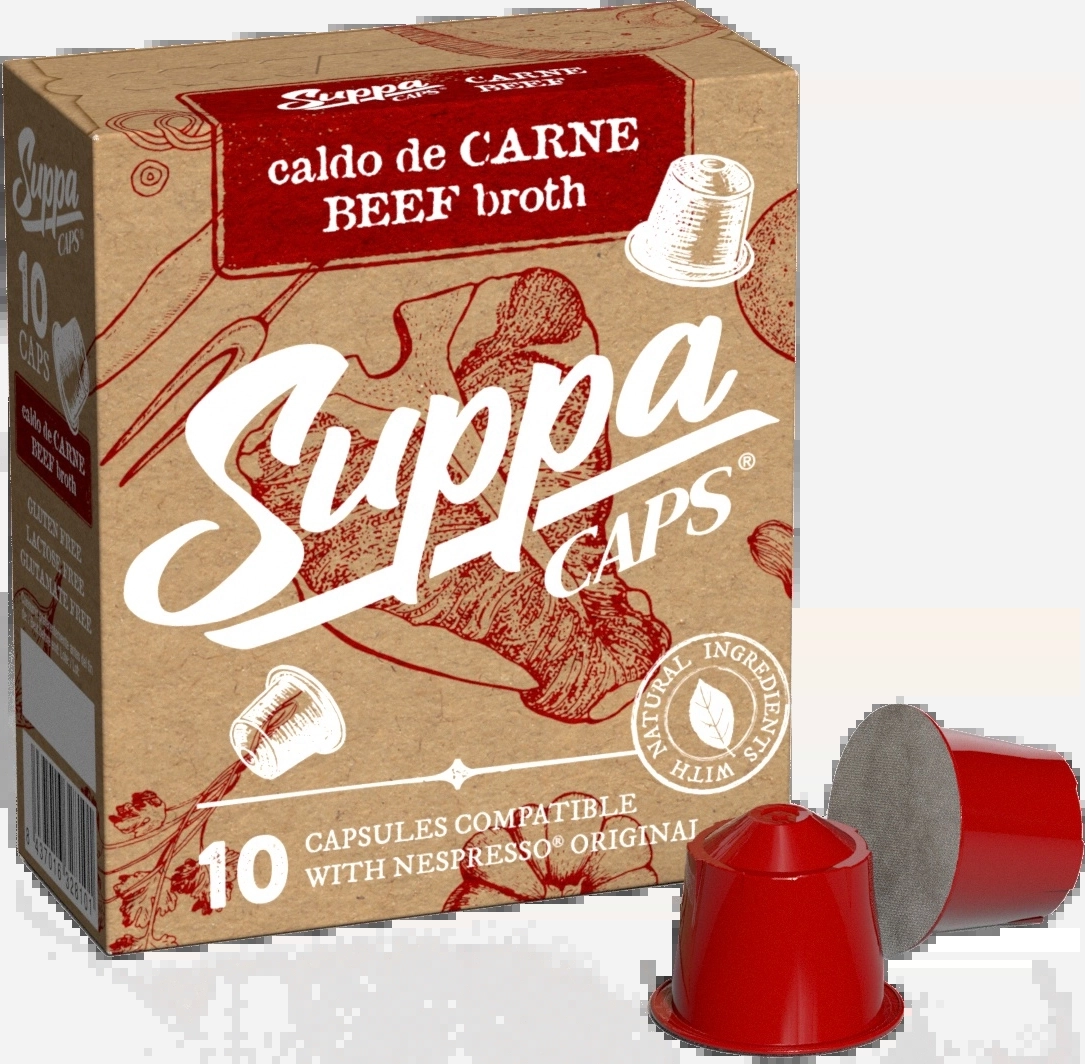 Suppa CAPS
CARNE
BEEF
caldo de CARNE
BEEF broth
Suppa
CAPS®
WITH NATURAL INGREDIENTS
10
CAPSULES COMPATIBLE
WITH NESPRESSO® ORIGINAL
Suppa
CAPS®
10
CAPS
caldo de CARNE
BEEF broth
GLUTEN FREE
LACTOSE FREE
GLUTAMATE FREE